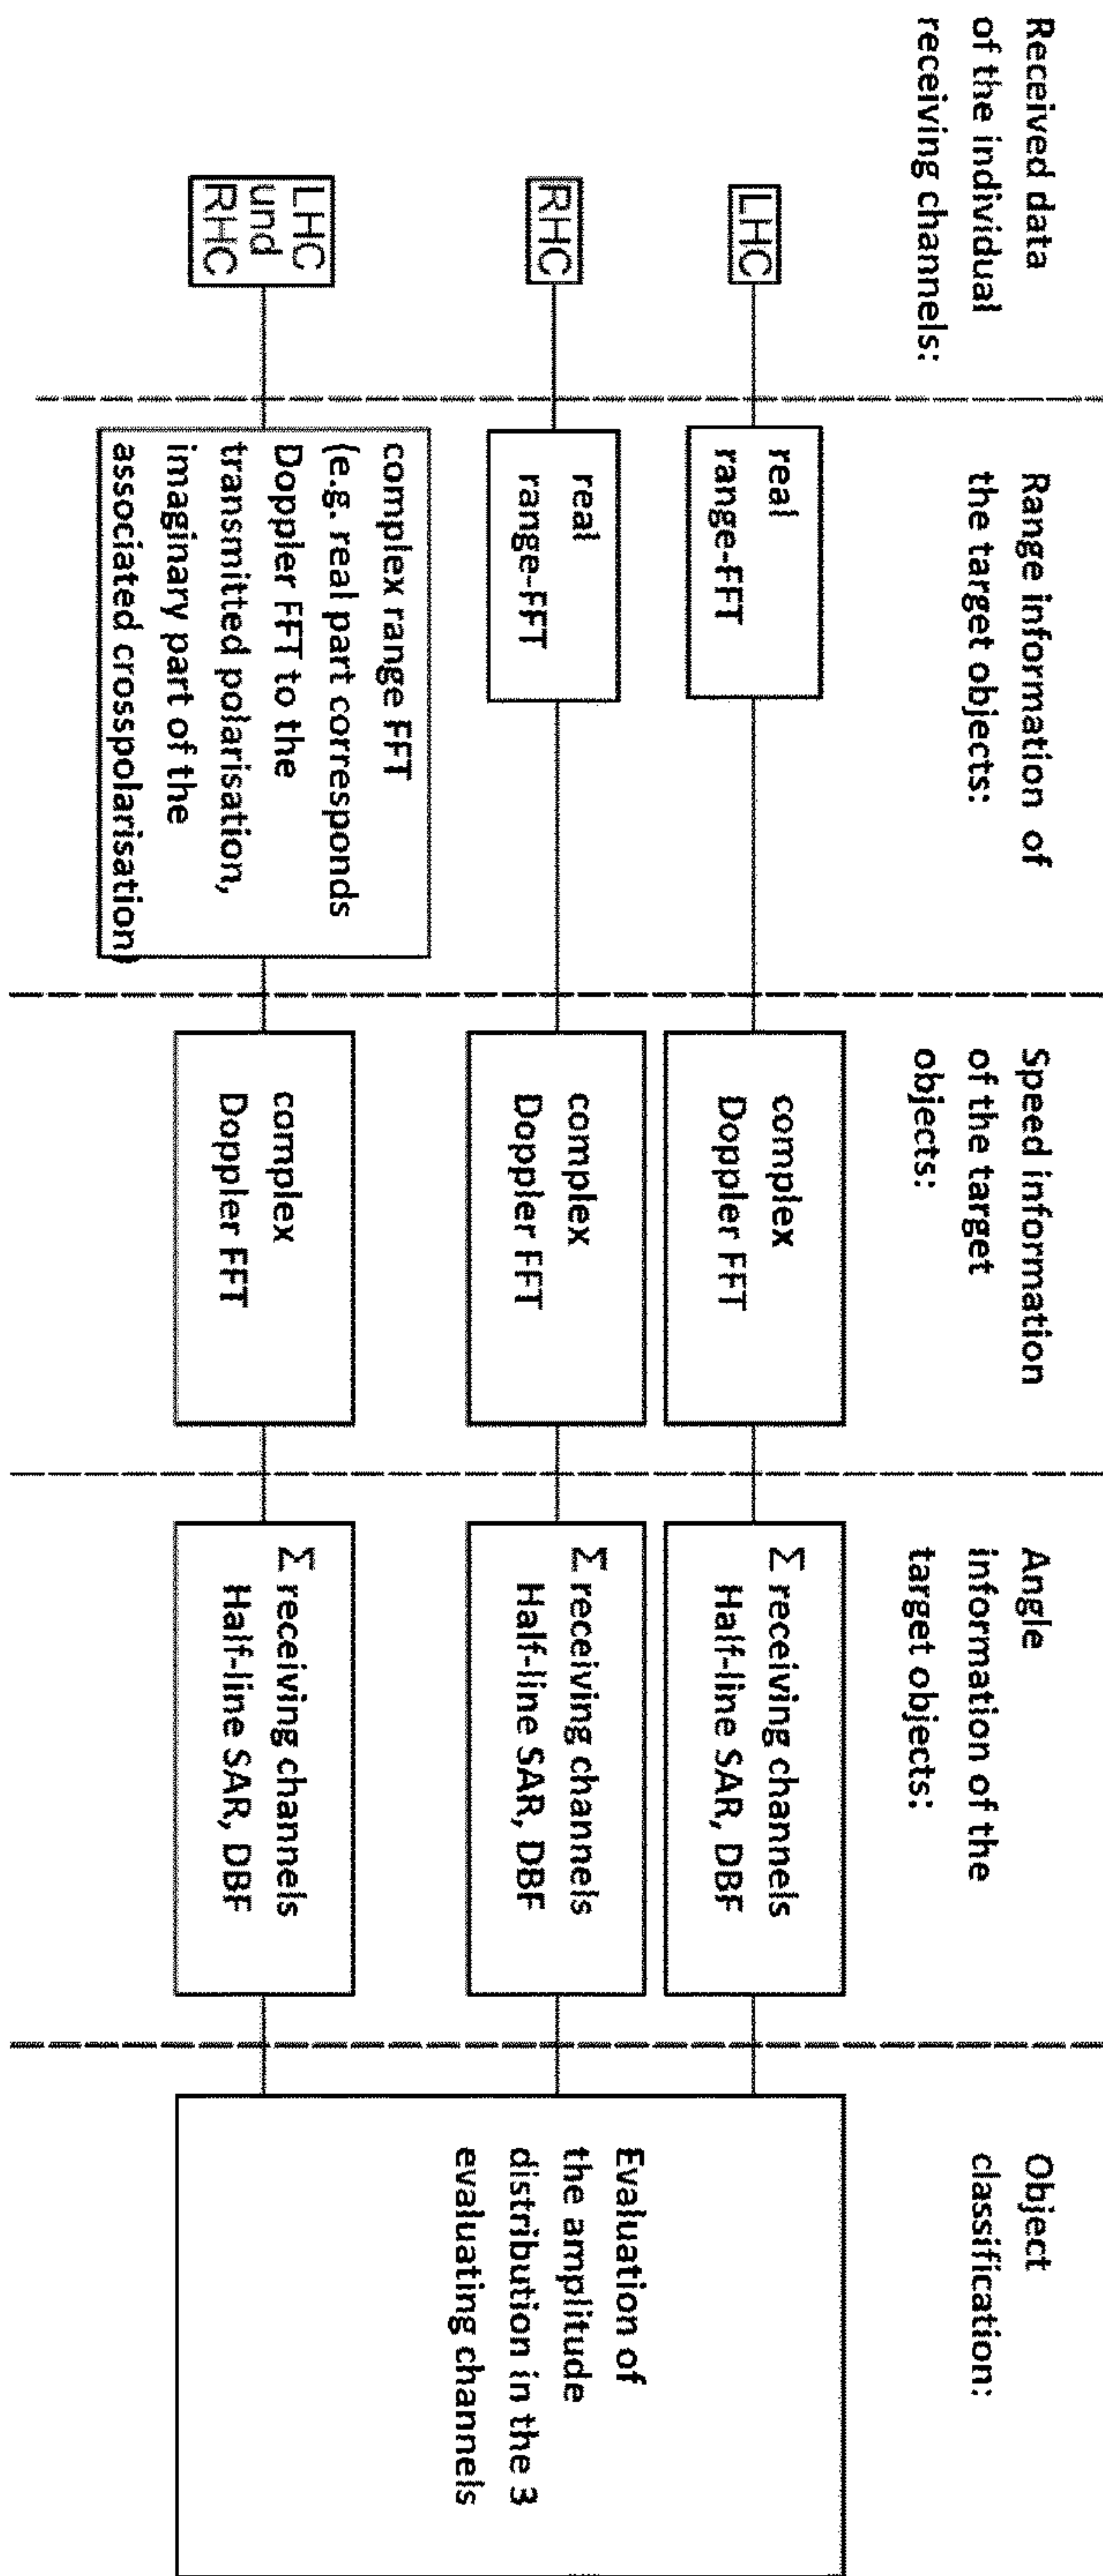 Received data
of the individual
receiving channels:
Range information of
the target objects:
Speed information
of the target
objects:
Angle
information of the
target objects:
Object
classification:
LHC
real
range-FFT
complex
Doppler FFT
Σ receiving channels
Half-line SAR, DBF
RHC
real
range-FFT
complex
Doppler FFT
Σ receiving channels
Half-line SAR, DBF
LHC
und
RHC
complex range FFT
(e.g. real part corresponds
Doppler FFT to the
transmitted polarisation,
imaginary part of the
associated crosspolarisation)
complex
Doppler FFT
Σ receiving channels
Half-line SAR, DBF
Evaluation of
the amplitude
distribution in the 3
evaluating channels